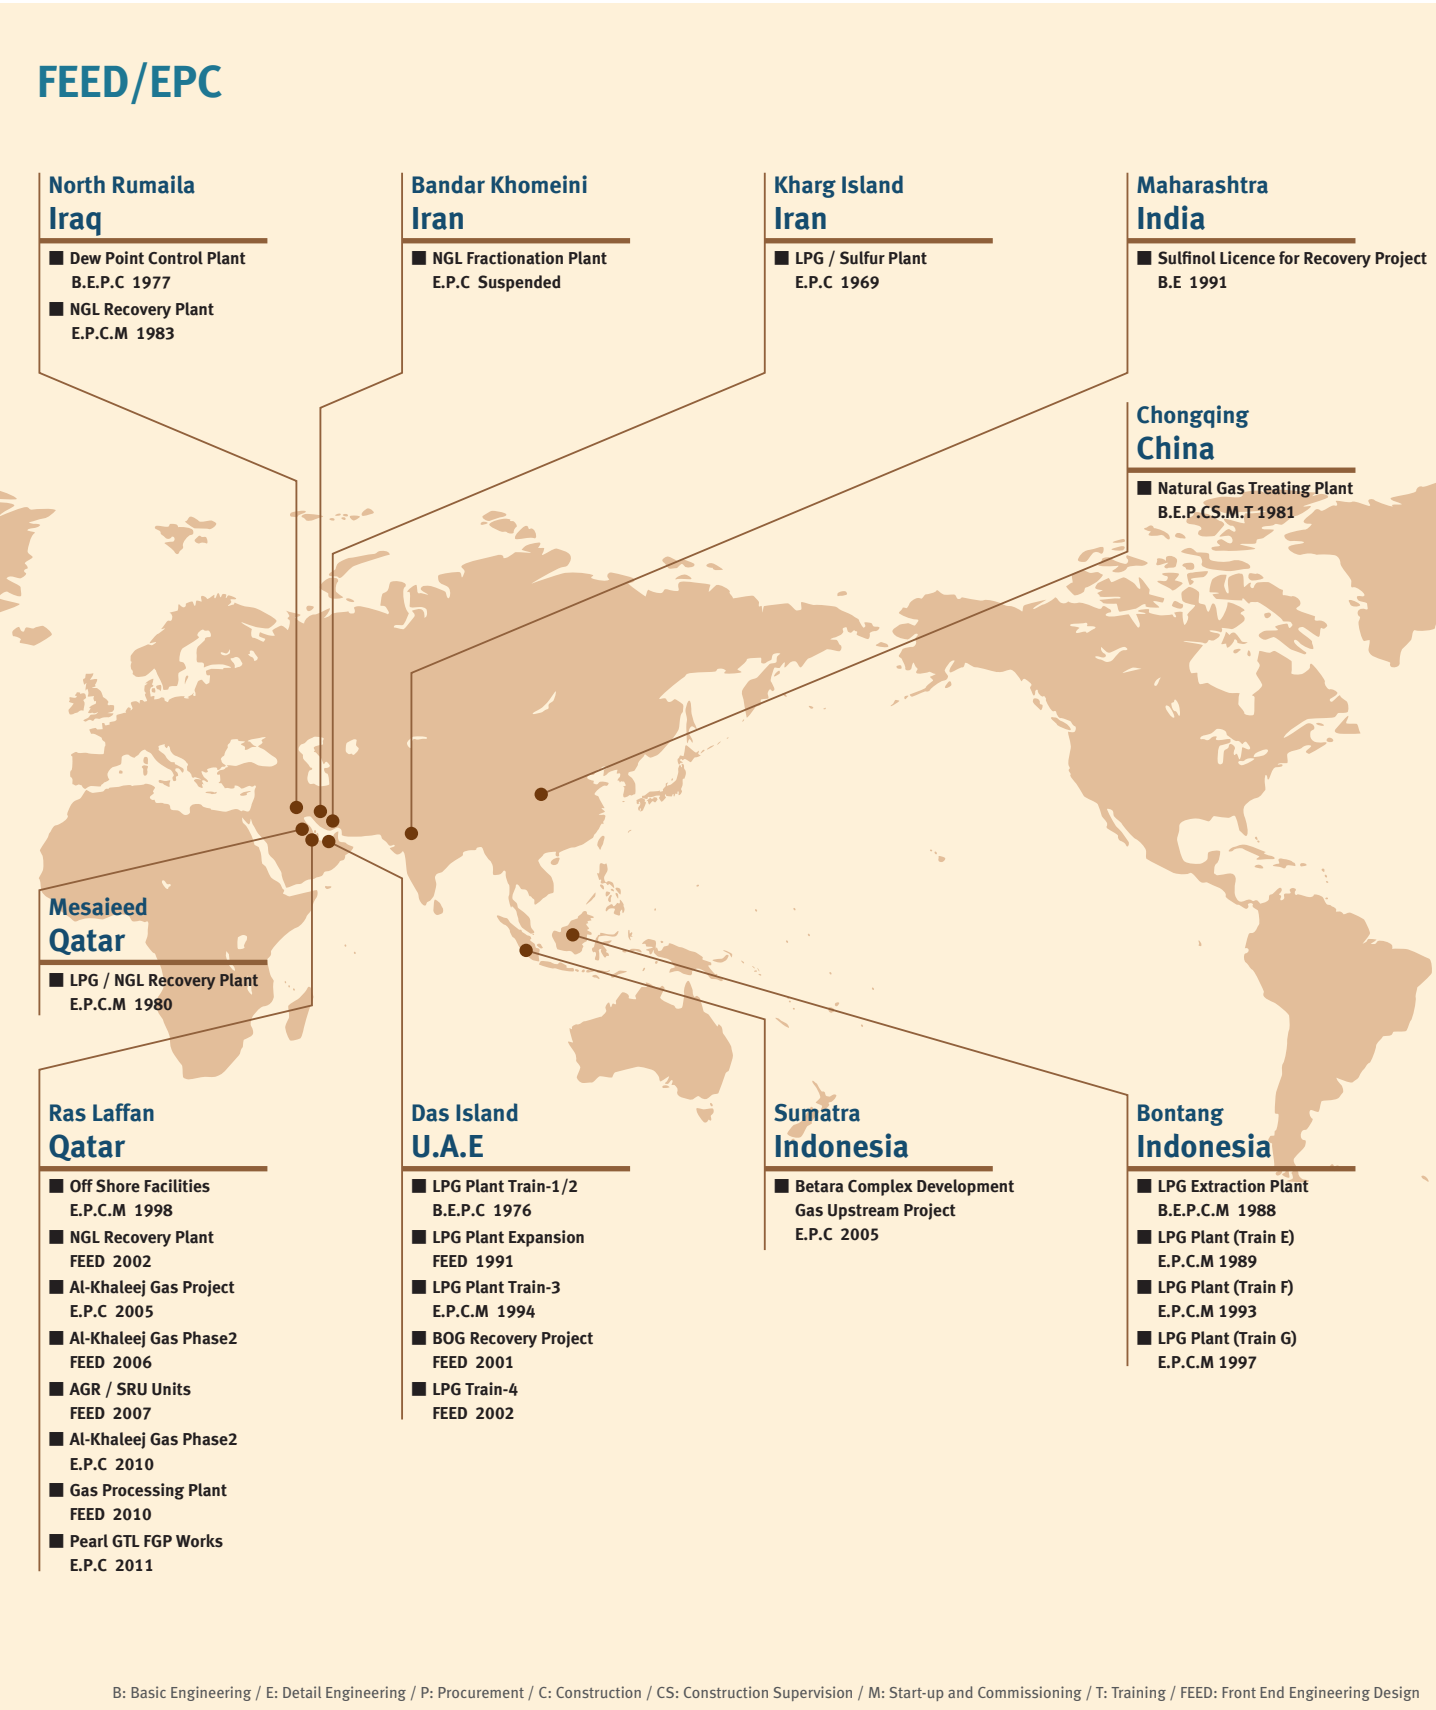 FEED/EPC
North Rumaila
Iraq
■ Dew Point Control Plant
B.E.P.C 1977
■ NGL Recovery Plant
E.P.C.M 1983
Bandar Khomeini
Iran
■ NGL Fractionation Plant
E.P.C Suspended
Kharg Island
Iran
■ LPG / Sulfur Plant
E.P.C 1969
Maharashtra
India
■ Sulfinol Licence for Recovery Project
B.E 1991
Chongqing
China
■ Natural Gas Treating Plant
B.E.P.CS.M.T 1981
Mesaieed
Qatar
■ LPG / NGL Recovery Plant
E.P.C.M 1980
Ras Laffan
Qatar
■ Off Shore Facilities
E.P.C.M 1998
■ NGL Recovery Plant
FEED 2002
■ Al-Khaleej Gas Project
E.P.C 2005
■ Al-Khaleej Gas Phase2
FEED 2006
■ AGR / SRU Units
FEED 2007
■ Al-Khaleej Gas Phase2
E.P.C 2010
■ Gas Processing Plant
FEED 2010
■ Pearl GTL FGP Works
E.P.C 2011
Das Island
U.A.E
■ LPG Plant Train-1/2
B.E.P.C 1976
■ LPG Plant Expansion
FEED 1991
■ LPG Plant Train-3
E.P.C.M 1994
■ BOG Recovery Project
FEED 2001
■ LPG Train-4
FEED 2002
Sumatra
Indonesia
■ Betara Complex Development
Gas Upstream Project
E.P.C 2005
Bontang
Indonesia
■ LPG Extraction Plant
B.E.P.C.M 1988
■ LPG Plant (Train E)
E.P.C.M 1989
■ LPG Plant (Train F)
E.P.C.M 1993
■ LPG Plant (Train G)
E.P.C.M 1997
B: Basic Engineering / E: Detail Engineering / P: Procurement / C: Construction / CS: Construction Supervision / M: Start-up and Commissioning / T: Training / FEED: Front End Engineering Design